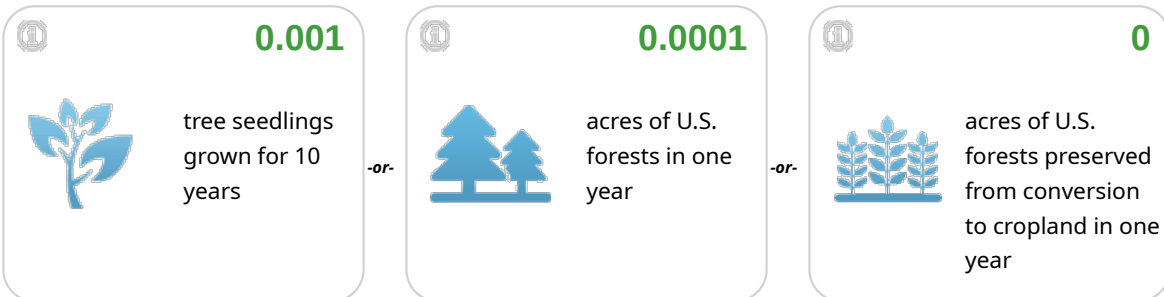 0.001
tree seedlings
grown for 10
years
-or-
0.0001
acres of U.S.
forests in one
year
-or-
0
acres of U.S.
forests preserved
from conversion
to cropland in one
year